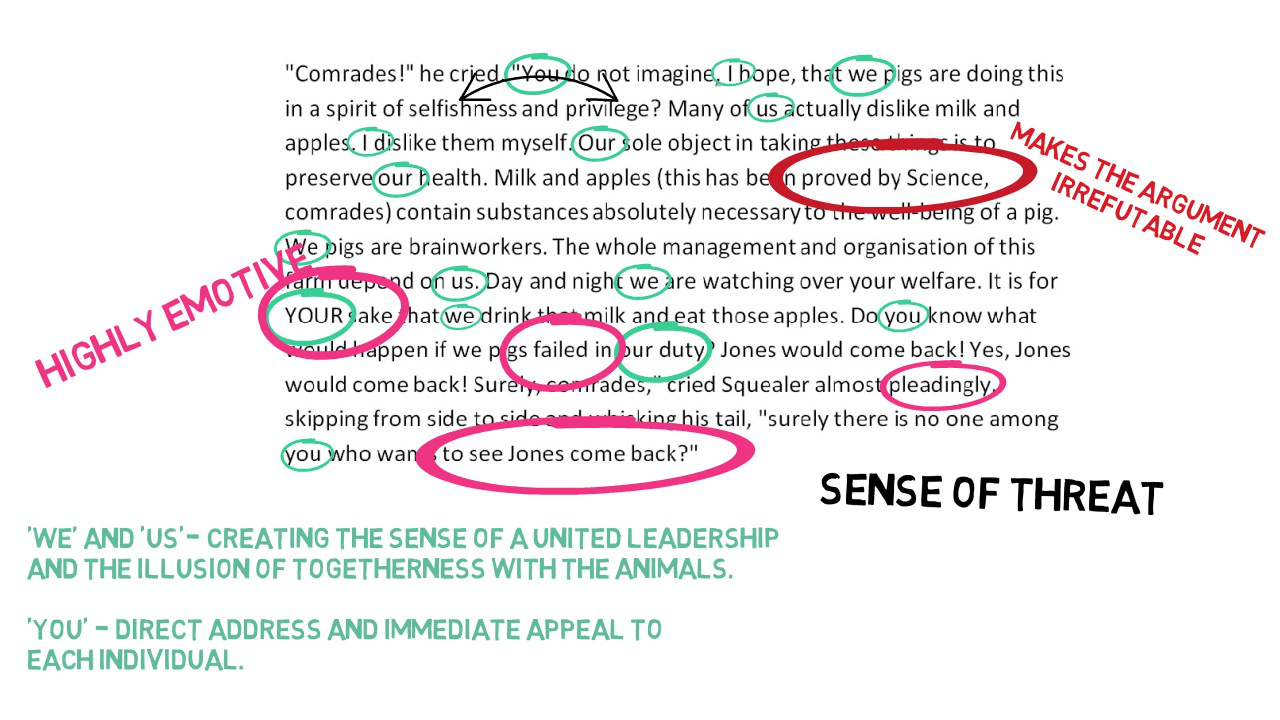 "Comrades!" he cried. "You do not imagine, I hope, that we pigs are doing this
in a spirit of selfishness and privilege? Many of us actually dislike milk and
apples. I dislike them myself. Our sole object in taking these things is to
preserve our health. Milk and apples (this has been proved by Science,
comrades) contain substances absolutely necessary to the well-being of a pig.
We pigs are brainworkers. The whole management and organisation of this
farm depend on us. Day and night we are watching over your welfare. It is for
YOUR sake that we drink that milk and eat those apples. Do you know what
would happen if we pigs failed in our duty? Jones would come back! Yes, Jones
would come back! Surely, comrades," cried Squealer almost pleadingly,
skipping from side to side and whisking his tail, "surely there is no one among
you who wants to see Jones come back?"
MAKES THE ARGUMENT
IRREFUTABLE
HIGHLY EMOTIVE
SENSE OF THREAT
'WE' AND 'US'- CREATING THE SENSE OF A UNITED LEADERSHIP
AND THE ILLUSION OF TOGETHERNESS WITH THE ANIMALS.
'YOU' - DIRECT ADDRESS AND IMMEDIATE APPEAL TO
EACH INDIVIDUAL.